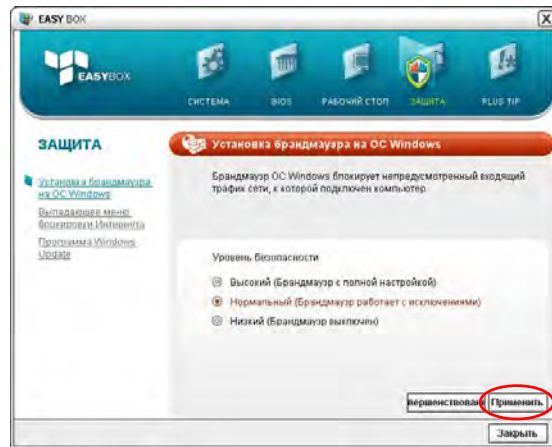 EASY BOX
EASYBOX
СИСТЕМА
BIOS
РАБОЧИЙ СТОЛ
ЗАЩИТА
PLUS TIP
ЗАЩИТА
Установка брандмауэра на ОС Windows
Установка брандмауэра
на ОС Windows
Выпадающее меню
блокировки Интернета
Программа Windows
Update
Брандмауэр ОС Windows блокирует непредусмотренный входящий
трафик сети, к которой подключен компьютер
Уровень безопасности
Высокий (Брандмауэр с полной настройкой)
Нормальный (Брандмауэр работает с исключениями)
Низкий (Брандмауэр выключен)
вершенствовани
Применить
Закрыть